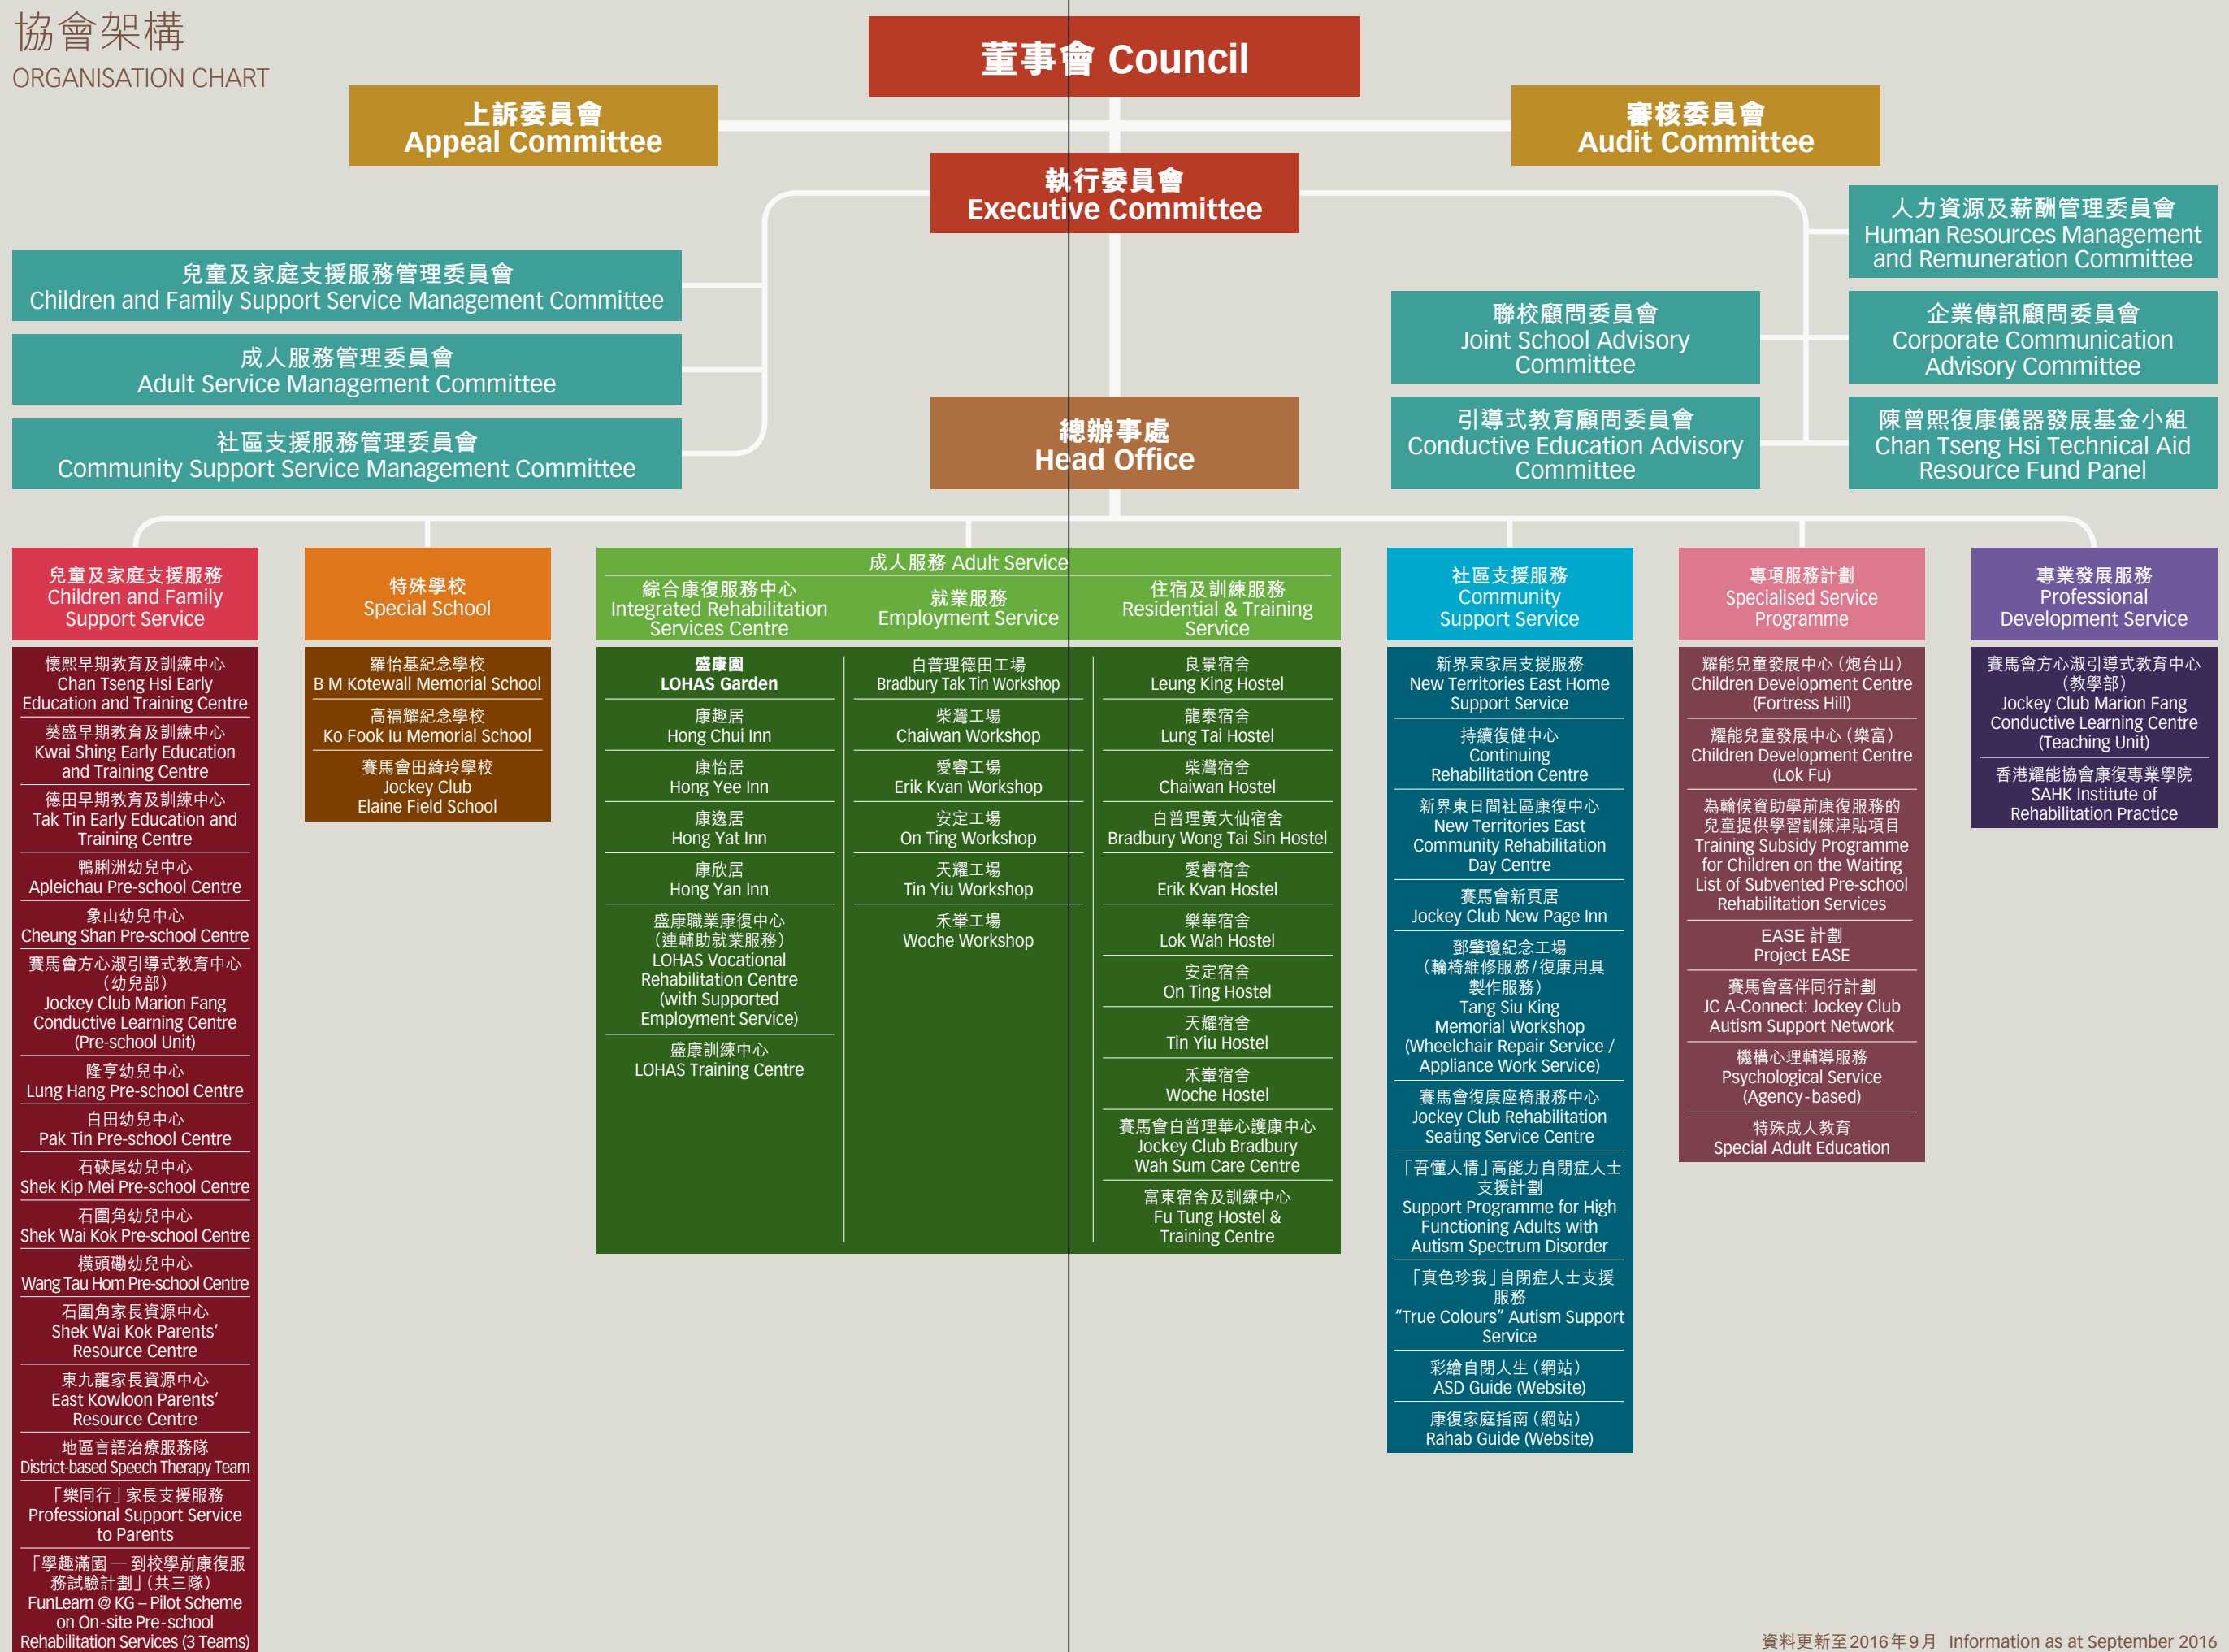 協會架構
ORGANISATION CHART
董事會 Council
上訴委員會
Appeal Committee
審核委員會
Audit Committee
執行委員會
Executive Committee
兒童及家庭支援服務管理委員會
Children and Family Support Service Management Committee
成人服務管理委員會
Adult Service Management Committee
社區支援服務管理委員會
Community Support Service Management Committee
人力資源及薪酬管理委員會
Human Resources Management
and Remuneration Committee
聯校顧問委員會
Joint School Advisory
Committee
企業傳訊顧問委員會
Corporate Communication
Advisory Committee
引導式教育顧問委員會
Conductive Education Advisory
Committee
陳曾熙復康儀器發展基金小組
Chan Tseng Hsi Technical Aid
Resource Fund Panel
總辦事處
Head Office
兒童及家庭支援服務
Children and Family
Support Service
懷熙早期教育及訓練中心
Chan Tseng Hsi Early
Education and Training Centre
葵盛早期教育及訓練中心
Kwai Shing Early Education
and Training Centre
德田早期教育及訓練中心
Tak Tin Early Education and
Training Centre
鴨脷洲幼兒中心
Apleichau Pre-school Centre
象山幼兒中心
Cheung Shan Pre-school Centre
賽馬會方心淑引導式教育中心
（幼兒部）
Jockey Club Marion Fang
Conductive Learning Centre
(Pre-school Unit)
隆亨幼兒中心
Lung Hang Pre-school Centre
白田幼兒中心
Pak Tin Pre-school Centre
石硤尾幼兒中心
Shek Kip Mei Pre-school Centre
石圍角幼兒中心
Shek Wai Kok Pre-school Centre
橫頭磡幼兒中心
Wang Tau Hom Pre-school Centre
石圍角家長資源中心
Shek Wai Kok Parents’
Resource Centre
東九龍家長資源中心
East Kowloon Parents’
Resource Centre
地區言語治療服務隊
District-based Speech Therapy Team
「樂同行」家長支援服務
Professional Support Service
to Parents
「學趣滿園 — 到校學前康復服
務試驗計劃」（共三隊）
FunLearn @ KG – Pilot Scheme
on On-site Pre-school
Rehabilitation Services (3 Teams)
特殊學校
Special School
羅怡基紀念學校
B M Kotewall Memorial School
高福耀紀念學校
Ko Fook Iu Memorial School
賽馬會田綺玲學校
Jockey Club
Elaine Field School
成人服務 Adult Service
綜合康復服務中心
Integrated Rehabilitation
Services Centre
盛康園
LOHAS Garden
康趣居
Hong Chui Inn
康怡居
Hong Yee Inn
康逸居
Hong Yat Inn
康欣居
Hong Yan Inn
盛康職業康復中心
（連輔助就業服務）
LOHAS Vocational
Rehabilitation Centre
(with Supported
Employment Service)
盛康訓練中心
LOHAS Training Centre
就業服務
Employment Service
白普理德田工場
Bradbury Tak Tin Workshop
柴灣工場
Chaiwan Workshop
愛睿工場
Erik Kvan Workshop
安定工場
On Ting Workshop
天耀工場
Tin Yiu Workshop
禾輋工場
Woche Workshop
住宿及訓練服務
Residential & Training
Service
良景宿舍
Leung King Hostel
龍泰宿舍
Lung Tai Hostel
柴灣宿舍
Chaiwan Hostel
白普理黃大仙宿舍
Bradbury Wong Tai Sin Hostel
愛睿宿舍
Erik Kvan Hostel
樂華宿舍
Lok Wah Hostel
安定宿舍
On Ting Hostel
天耀宿舍
Tin Yiu Hostel
禾輋宿舍
Woche Hostel
賽馬會白普理華心護康中心
Jockey Club Bradbury
Wah Sum Care Centre
富東宿舍及訓練中心
Fu Tung Hostel &
Training Centre
社區支援服務
Community
Support Service
新界東家居支援服務
New Territories East Home
Support Service
持續復健中心
Continuing
Rehabilitation Centre
新界東日間社區康復中心
New Territories East
Community Rehabilitation
Day Centre
賽馬會新頁居
Jockey Club New Page Inn
鄧肇瓊紀念工場
（輪椅維修服務/復康用具
製作服務）
Tang Siu King
Memorial Workshop
(Wheelchair Repair Service /
Appliance Work Service)
賽馬會復康座椅服務中心
Jockey Club Rehabilitation
Seating Service Centre
「吾懂人情」高能力自閉症人士
支援計劃
Support Programme for High
Functioning Adults with
Autism Spectrum Disorder
「真色珍我」自閉症人士支援
服務
“True Colours” Autism Support
Service
彩繪自閉人生（網站）
ASD Guide (Website)
康復家庭指南（網站）
Rahab Guide (Website)
專項服務計劃
Specialised Service
Programme
耀能兒童發展中心（炮台山）
Children Development Centre
(Fortress Hill)
耀能兒童發展中心（樂富）
Children Development Centre
(Lok Fu)
為輪候資助學前康復服務的
兒童提供學習訓練津貼項目
Training Subsidy Programme
for Children on the Waiting
List of Subvented Pre-school
Rehabilitation Services
EASE 計劃
Project EASE
賽馬會喜伴同行計劃
JC A-Connect: Jockey Club
Autism Support Network
機構心理輔導服務
Psychological Service
(Agency-based)
特殊成人教育
Special Adult Education
專業發展服務
Professional
Development Service
賽馬會方心淑引導式教育中心
（教學部）
Jockey Club Marion Fang
Conductive Learning Centre
(Teaching Unit)
香港耀能協會康復專業學院
SAHK Institute of
Rehabilitation Practice
資料更新至2016年9月 Information as at September 2016